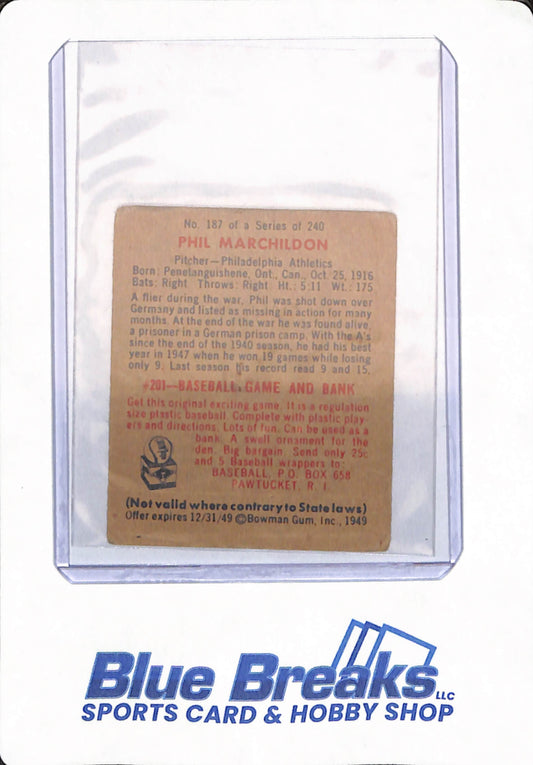 No. 187 of a Series of 240
PHIL MARCHILDON
Pitcher—Philadelphia Athletics
Born: Penetanguishene, Ont., Can., Oct. 25, 1916
Bats: Right Throws: Right Ht.: 5:11 Wt.: 175
A flier during the war, Phil was shot down over
Germany and listed as missing in action for many
months. At the end of the war he was found alive,
a prisoner in a German prison camp. With the A's
since the end of the 1940 season, he had his best
year in 1947 when he won 19 games while losing
only 9. Last season his record read 9 and 15.
#201—BASEBALL GAME AND BANK
Get this original exciting game. It is a regulation
size plastic baseball. Complete with plastic play-
ers and directions. Lots of fun. Can be used as a
bank. A swell ornament for the
den. Big bargain. Send only 25c
and 5 Baseball wrappers to:
BASEBALL, P.O. BOX 658
PAWTUCKET, R. I.
(Not valid where contrary to State laws)
Offer expires 12/31/49 ©Bowman Gum, Inc., 1949
Blue Breaks LLC
SPORTS CARD & HOBBY SHOP